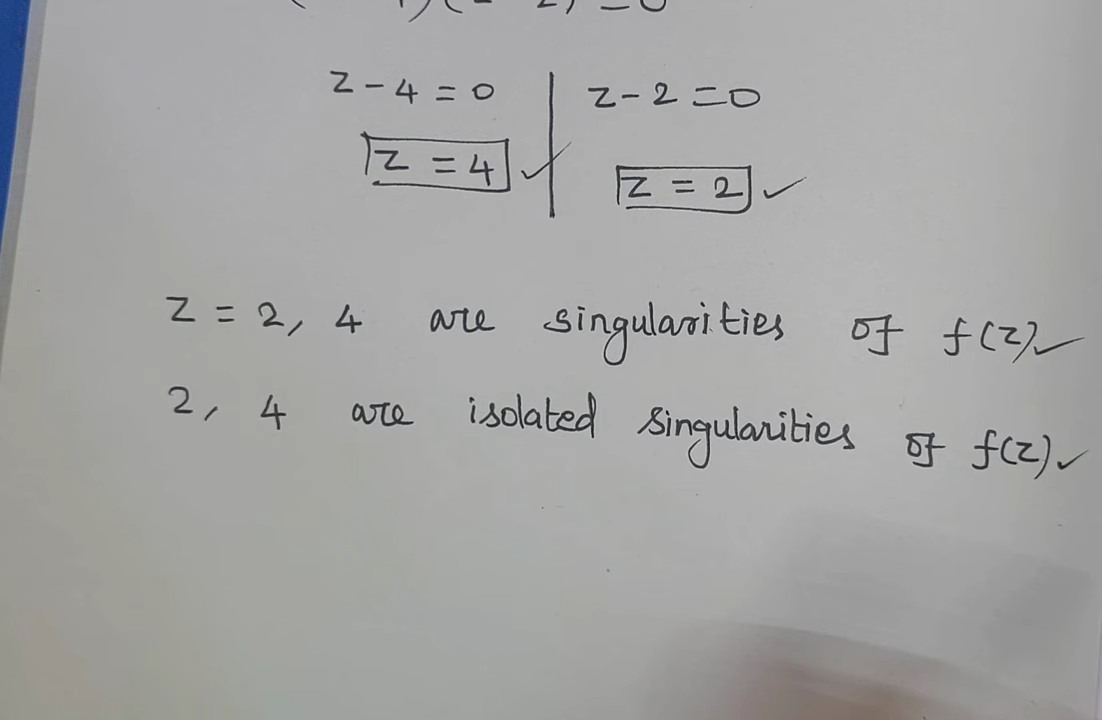 z - 4 = 0 | z - 2 = 0
z = 4 ✓ | z = 2 ✓
z = 2, 4 are singularities of f(z) ✓
2, 4 are isolated singularities of f(z) ✓